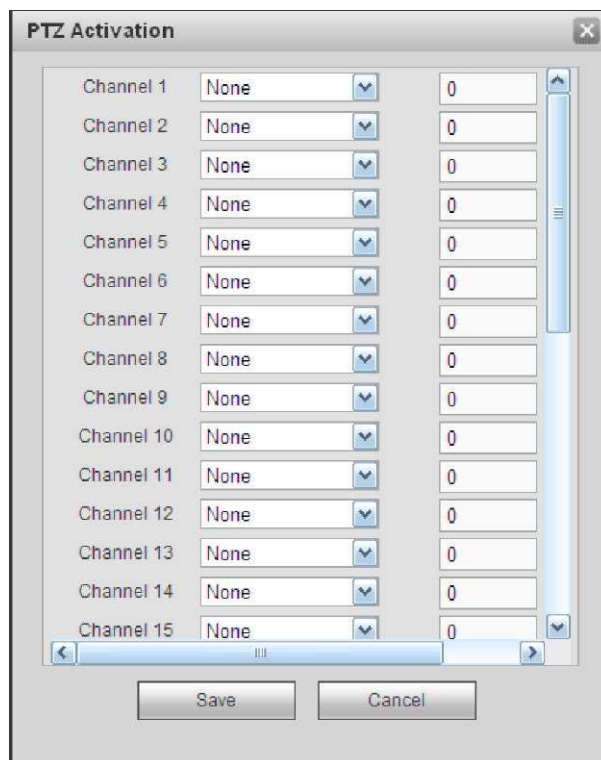 PTZ Activation
Channel 1 None 0
Channel 2 None 0
Channel 3 None 0
Channel 4 None 0
Channel 5 None 0
Channel 6 None 0
Channel 7 None 0
Channel 8 None 0
Channel 9 None 0
Channel 10 None 0
Channel 11 None 0
Channel 12 None 0
Channel 13 None 0
Channel 14 None 0
Channel 15 None 0
Save Cancel